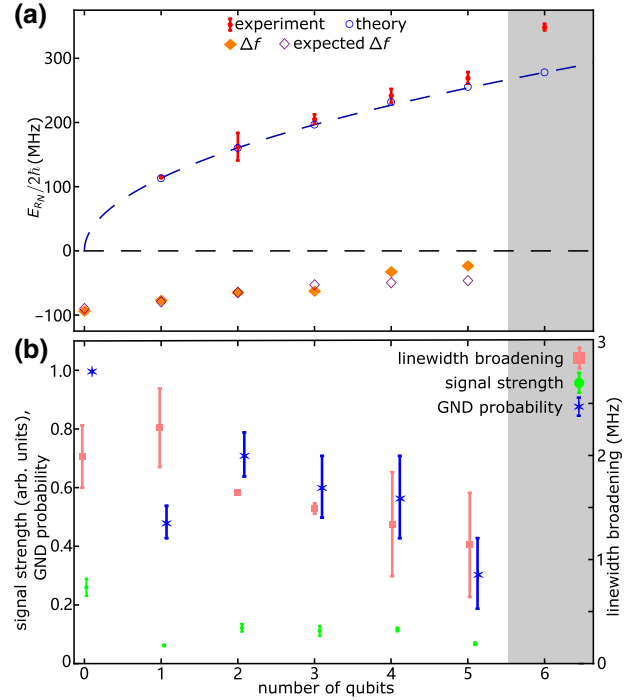 (a)
experiment
theory
Δf
expected Δf
300
200
100
0
−100
E_{R_N}/2ℏ (MHz)
(b)
1.0
0.8
0.6
0.4
0.2
0
signal strength (arb. units),
GND probability
linewidth broadening
signal strength
GND probability
3
2
1
0
linewidth broadening (MHz)
0 1 2 3 4 5 6
number of qubits